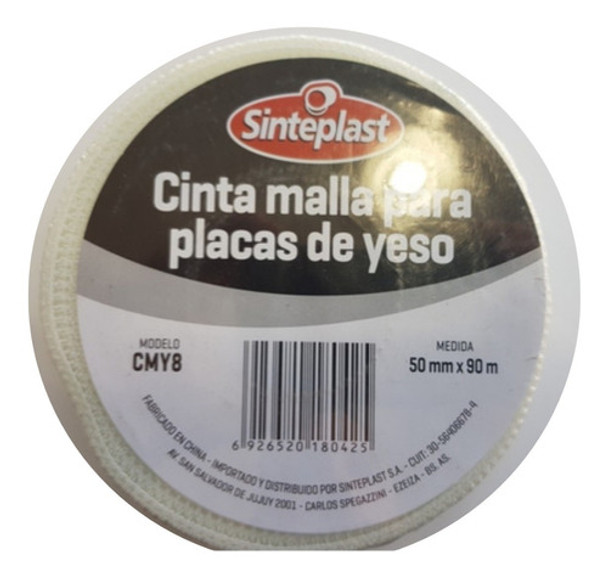 Sinteplast
Cinta malla para
placas de yeso
MODELO
CMY8
MEDIDA
50 mm x 90 m
6 926520 180425
FABRICADO EN CHINA - IMPORTADO Y DISTRIBUIDO POR SINTEPLAST S.A. - CUIT: 30-56406678-4
AV. SAN SALVADOR DE JUJUY 2001 - CARLOS SPEGAZZINI - EZEIZA - BS. AS.